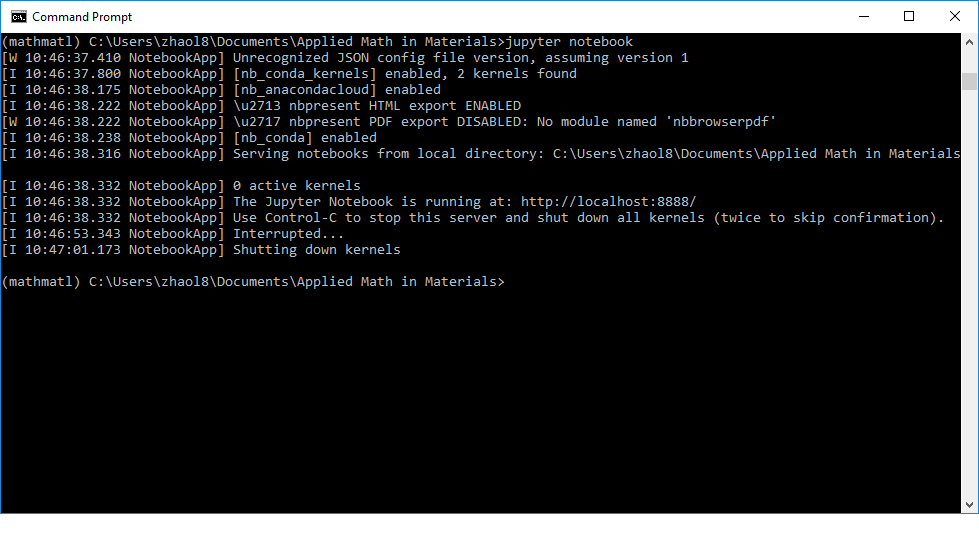 Command Prompt
(mathmatl) C:\Users\zhaol8\Documents\Applied Math in Materials>jupyter notebook
[W 10:46:37.410 NotebookApp] Unrecognized JSON config file version, assuming version 1
[I 10:46:37.800 NotebookApp] [nb_conda_kernels] enabled, 2 kernels found
[I 10:46:38.175 NotebookApp] [nb_anacondacloud] enabled
[I 10:46:38.222 NotebookApp] \u2713 nbpresent HTML export ENABLED
[W 10:46:38.222 NotebookApp] \u2717 nbpresent PDF export DISABLED: No module named 'nbbrowserpdf'
[I 10:46:38.238 NotebookApp] [nb_conda] enabled
[I 10:46:38.316 NotebookApp] Serving notebooks from local directory: C:\Users\zhaol8\Documents\Applied Math in Materials
[I 10:46:38.332 NotebookApp] 0 active kernels
[I 10:46:38.332 NotebookApp] The Jupyter Notebook is running at: http://localhost:8888/
[I 10:46:38.332 NotebookApp] Use Control-C to stop this server and shut down all kernels (twice to skip confirmation).
[I 10:46:53.343 NotebookApp] Interrupted...
[I 10:47:01.173 NotebookApp] Shutting down kernels
(mathmatl) C:\Users\zhaol8\Documents\Applied Math in Materials>